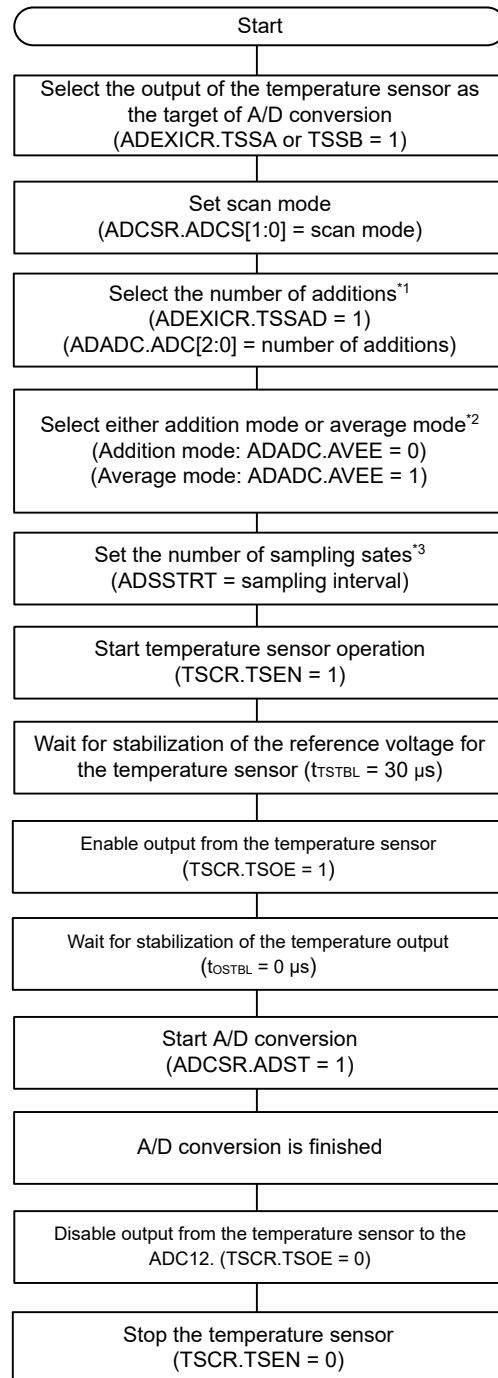 Start
Select the output of the temperature sensor as
the target of A/D conversion
(ADEXICR.TSSA or TSSB = 1)
Set scan mode
(ADCSR.ADCS[1:0] = scan mode)
Select the number of additions*1
(ADEXICR.TSSAD = 1)
(ADADC.ADC[2:0] = number of additions)
Select either addition mode or average mode*2
(Addition mode: ADADC.AVEE = 0)
(Average mode: ADADC.AVEE = 1)
Set the number of sampling sates*3
(ADSSTRT = sampling interval)
Start temperature sensor operation
(TSCR.TSEN = 1)
Wait for stabilization of the reference voltage for
the temperature sensor (tTSTBL = 30 µs)
Enable output from the temperature sensor
(TSCR.TSOE = 1)
Wait for stabilization of the temperature output
(tOSTBL = 0 µs)
Start A/D conversion
(ADCSR.ADST = 1)
A/D conversion is finished
Disable output from the temperature sensor to the
ADC12. (TSCR.TSOE = 0)
Stop the temperature sensor
(TSCR.TSEN = 0)